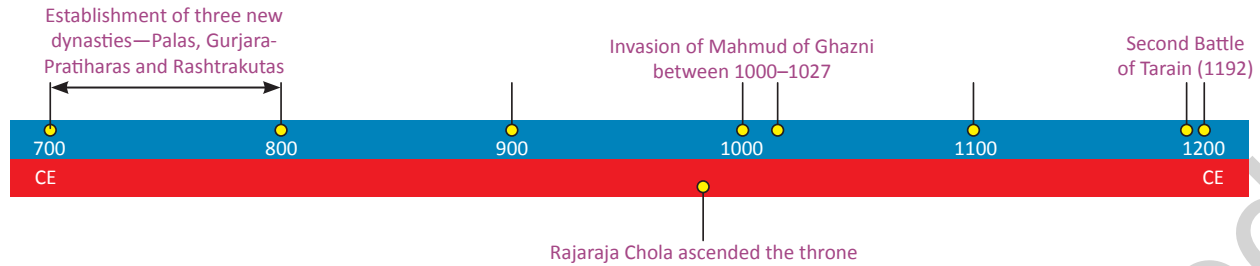 Establishment of three new
dynasties—Palas, Gurjara-
Pratiharas and Rashtrakutas
Invasion of Mahmud of Ghazni
between 1000–1027
Second Battle
of Tarain (1192)
700 800 900 1000 1100 1200
CE CE
Rajaraja Chola ascended the throne